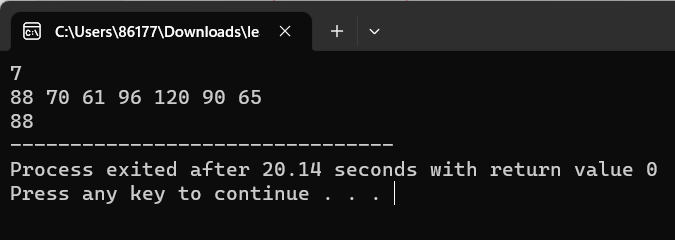 C:\Users\86177\Downloads\le
7
88 70 61 96 120 90 65
88
--------------------------------
Process exited after 20.14 seconds with return value 0
Press any key to continue . . .